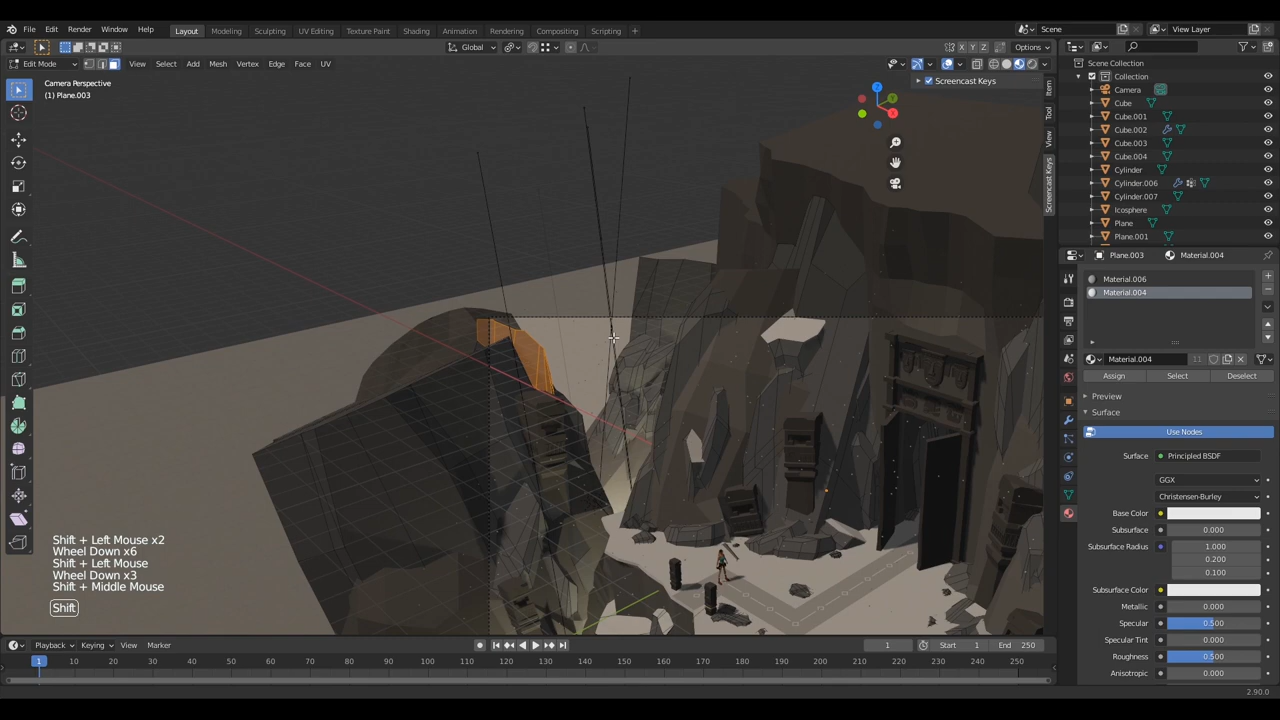 File Edit Render Window Help
Layout Modeling Sculpting UV Editing Texture Paint Shading Animation Rendering Compositing Scripting
Scene
View Layer
Global
X Y Z Options
Edit Mode View Select Add Mesh Vertex Edge Face UV
Camera Perspective
(1) Plane.003
Screencast Keys
Z
Y
X
Item
Tool
View
Screencast Keys
Shift + Left Mouse x2
Wheel Down x6
Shift + Left Mouse
Wheel Down x3
Shift + Middle Mouse
Shift
Scene Collection
Collection
Camera
Cube
Cube.001
Cube.002
Cube.003
Cube.004
Cylinder
Cylinder.006
Cylinder.007
Icosphere
Plane
Plane.001
Plane.003 Material.004
Material.006
Material.004
Material.004 11
Assign Select Deselect
Preview
Surface
Use Nodes
Surface Principled BSDF
GGX
Christensen-Burley
Base Color
Subsurface 0.000
Subsurface Radius 1.000
0.200
0.100
Subsurface Color
Metallic 0.000
Specular 0.500
Specular Tint 0.000
Roughness 0.500
Anisotropic 0.000
Playback Keying View Marker
1 Start 1 End 250
1 10 20 30 40 50 60 70 80 90 100 110 120 130 140 150 160 170 180 190 200 210 220 230 240 250
2.90.0